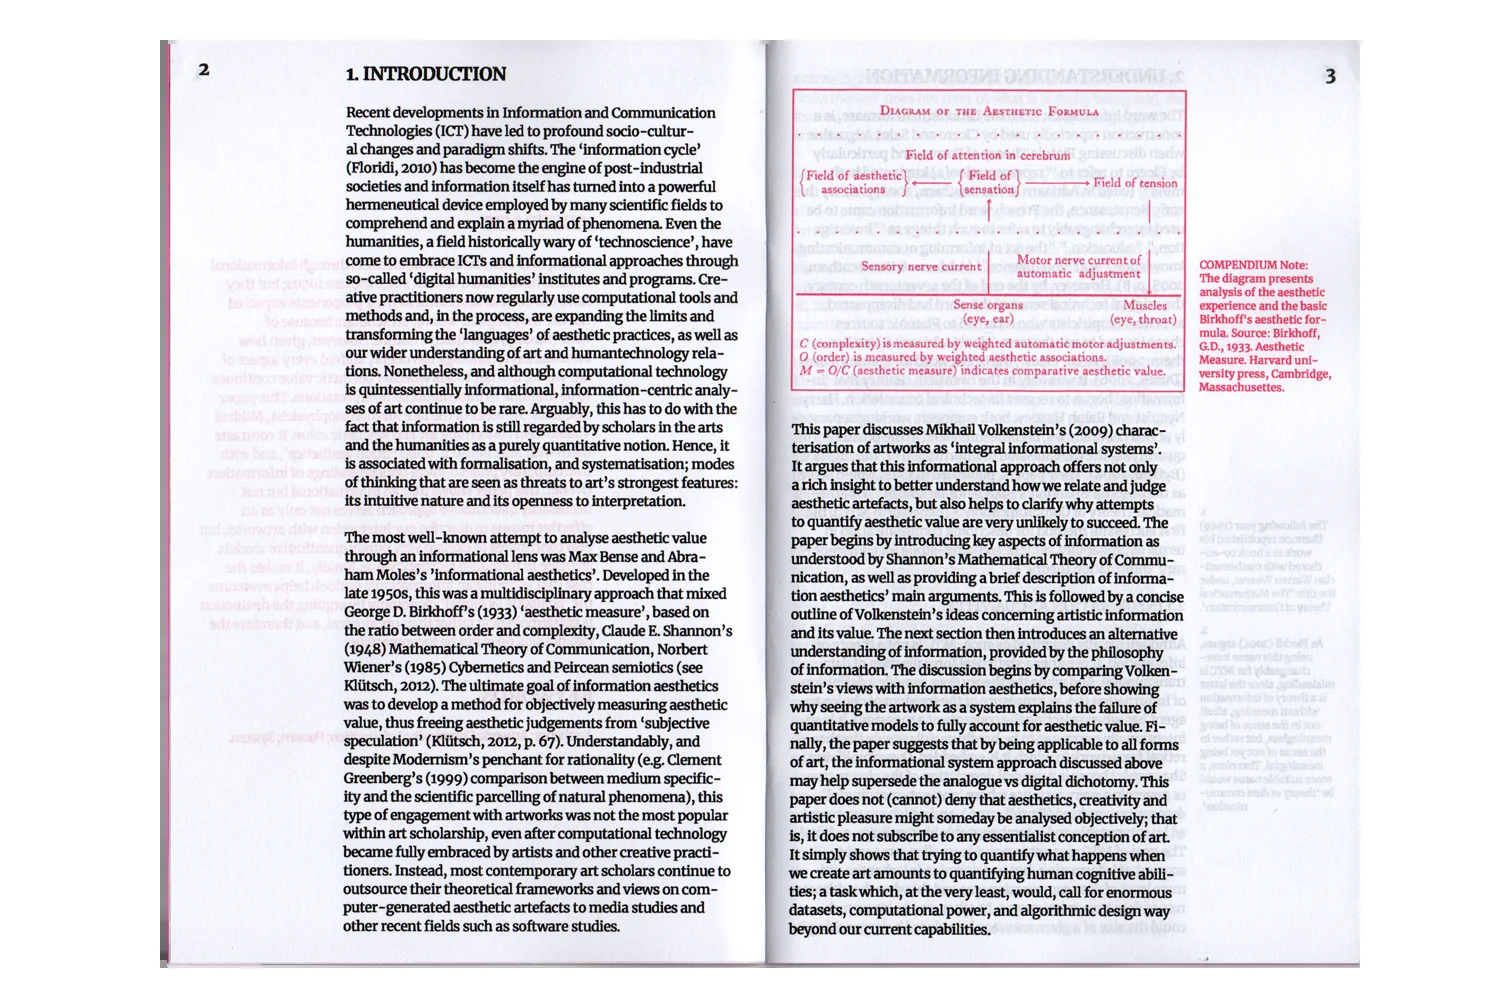 2
1. INTRODUCTION
Recent developments in Information and Communication
Technologies (ICT) have led to profound socio-cultur-
al changes and paradigm shifts. The ‘information cycle’
(Floridi, 2010) has become the engine of post-industrial
societies and information itself has turned into a powerful
hermeneutical device employed by many scientific fields to
comprehend and explain a myriad of phenomena. Even the
humanities, a field historically wary of ‘technoscience’, have
come to embrace ICTs and informational approaches through
so-called ‘digital humanities’ institutes and programs. Cre-
ative practitioners now regularly use computational tools and
methods and, in the process, are expanding the limits and
transforming the ‘languages’ of aesthetic practices, as well as
our wider understanding of art and humantechnology rela-
tions. Nonetheless, and although computational technology
is quintessentially informational, information-centric analy-
ses of art continue to be rare. Arguably, this has to do with the
fact that information is still regarded by scholars in the arts
and the humanities as a purely quantitative notion. Hence, it
is associated with formalisation, and systematisation; modes
of thinking that are seen as threats to art’s strongest features:
its intuitive nature and its openness to interpretation.
The most well-known attempt to analyse aesthetic value
through an informational lens was Max Bense and Abra-
ham Moles’s ’informational aesthetics’. Developed in the
late 1950s, this was a multidisciplinary approach that mixed
George D. Birkhoff’s (1933) ‘aesthetic measure’, based on
the ratio between order and complexity, Claude E. Shannon’s
(1948) Mathematical Theory of Communication, Norbert
Wiener’s (1985) Cybernetics and Peircean semiotics (see
Klütsch, 2012). The ultimate goal of information aesthetics
was to develop a method for objectively measuring aesthetic
value, thus freeing aesthetic judgements from ‘subjective
speculation’ (Klütsch, 2012, p. 67). Understandably, and
despite Modernism’s penchant for rationality (e.g. Clement
Greenberg’s (1999) comparison between medium specific-
ity and the scientific parcelling of natural phenomena), this
type of engagement with artworks was not the most popular
within art scholarship, even after computational technology
became fully embraced by artists and other creative practi-
tioners. Instead, most contemporary art scholars continue to
outsource their theoretical frameworks and views on com-
puter-generated aesthetic artefacts to media studies and
other recent fields such as software studies.
3
DIAGRAM OF THE AESTHETIC FORMULA
Field of attention in cerebrum
{Field of aesthetic associations} ← {Field of sensation} → Field of tension
Sensory nerve current
Motor nerve current of
automatic adjustment
Sense organs
(eye, ear)
Muscles
(eye, throat)
C (complexity) is measured by weighted automatic motor adjustments.
O (order) is measured by weighted aesthetic associations.
M = O/C (aesthetic measure) indicates comparative aesthetic value.
COMPENDIUM Note:
The diagram presents
analysis of the aesthetic
experience and the basic
Birkhoff's aesthetic for-
mula. Source: Birkhoff,
G.D., 1933. Aesthetic
Measure. Harvard uni-
versity press, Cambridge,
Massachusetts.
This paper discusses Mikhail Volkenstein’s (2009) charac-
terisation of artworks as ‘integral informational systems’.
It argues that this informational approach offers not only
a rich insight to better understand how we relate and judge
aesthetic artefacts, but also helps to clarify why attempts
to quantify aesthetic value are very unlikely to succeed. The
paper begins by introducing key aspects of information as
understood by Shannon’s Mathematical Theory of Commu-
nication, as well as providing a brief description of informa-
tion aesthetics’ main arguments. This is followed by a concise
outline of Volkenstein’s ideas concerning artistic information
and its value. The next section then introduces an alternative
understanding of information, provided by the philosophy
of information. The discussion begins by comparing Volken-
stein’s views with information aesthetics, before showing
why seeing the artwork as a system explains the failure of
quantitative models to fully account for aesthetic value. Fi-
nally, the paper suggests that by being applicable to all forms
of art, the informational system approach discussed above
may help supersede the analogue vs digital dichotomy. This
paper does not (cannot) deny that aesthetics, creativity and
artistic pleasure might someday be analysed objectively; that
is, it does not subscribe to any essentialist conception of art.
It simply shows that trying to quantify what happens when
we create art amounts to quantifying human cognitive abili-
ties; a task which, at the very least, would, call for enormous
datasets, computational power, and algorithmic design way
beyond our current capabilities.